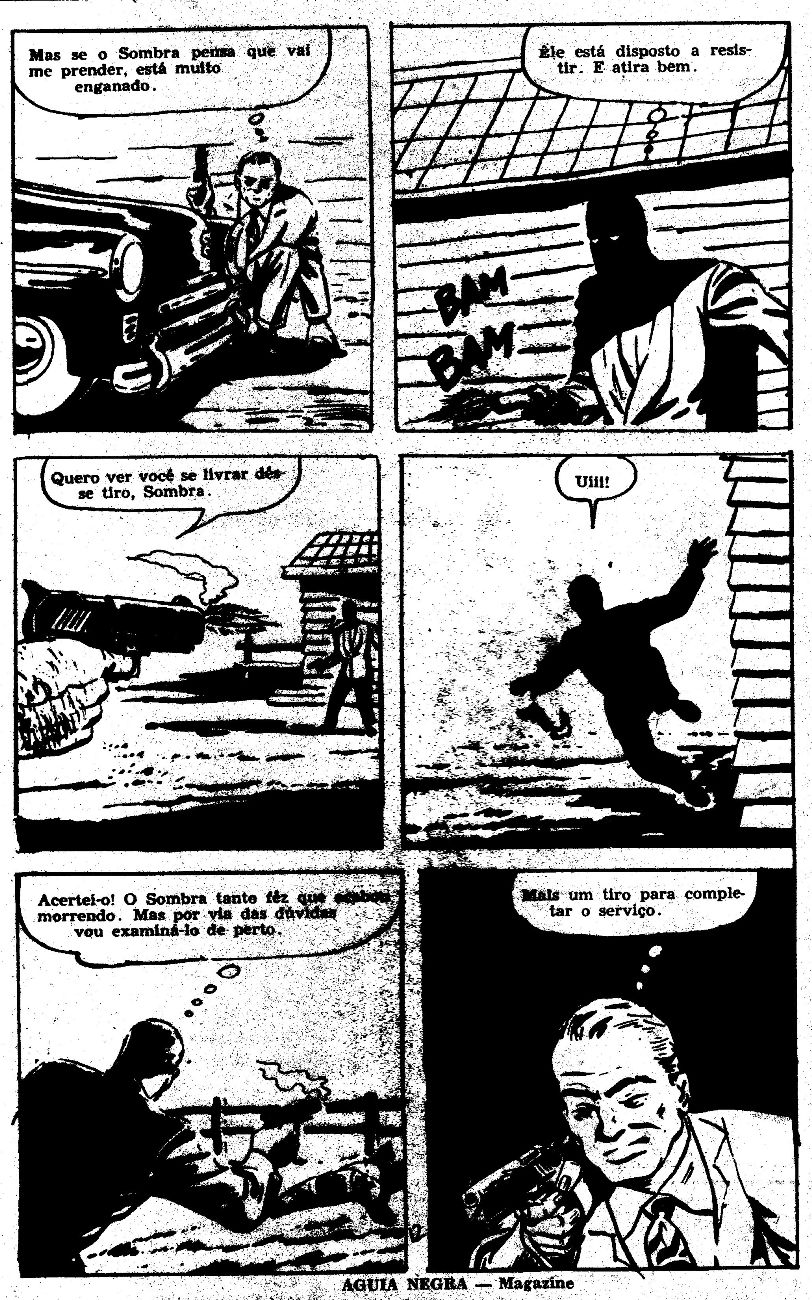 Mas se o Sombra pensa que vai
me prender, está muito
enganado.
Êle está disposto a resis-
tir. E atira bem.
BAM
BAM
Quero ver você se livrar dês-
se tiro, Sombra.
Uiii!
Acertei-o! O Sombra tanto fêz que acabou
morrendo. Mas por via das dúvidas
vou examiná-lo de perto.
Mais um tiro para comple-
tar o serviço.
AGUIA NEGRA — Magazine